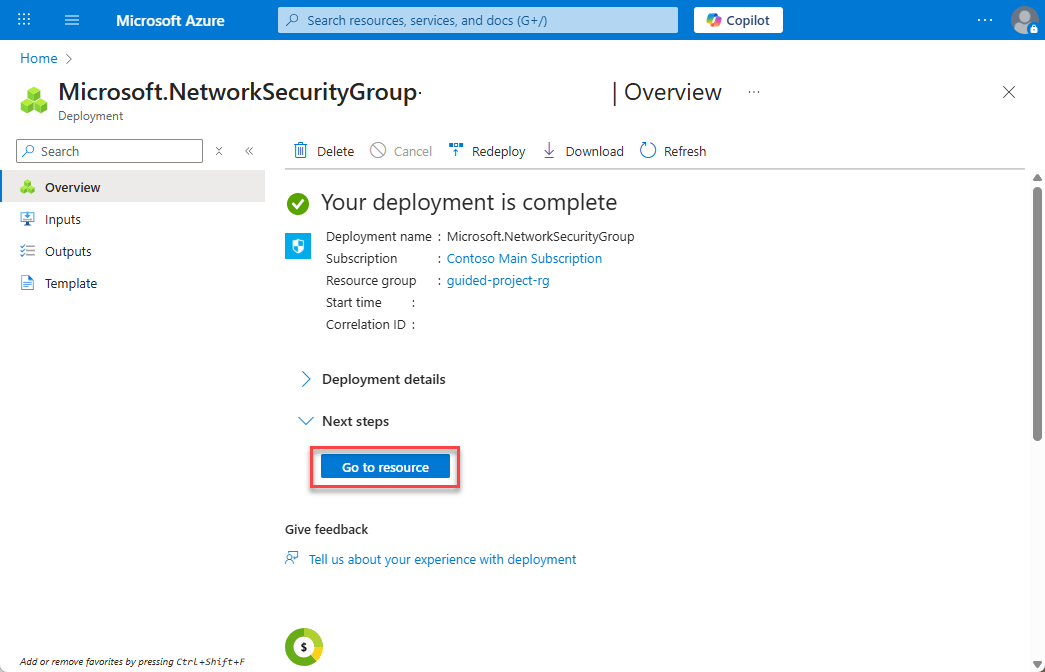 Microsoft Azure
Search resources, services, and docs (G+/)
Copilot
...
Home
Microsoft.NetworkSecurityGroup- | Overview ...
Deployment
Search
Delete
Cancel
Redeploy
Download
Refresh
Overview
Inputs
Outputs
Template
Your deployment is complete
Deployment name : Microsoft.NetworkSecurityGroup
Subscription : Contoso Main Subscription
Resource group : guided-project-rg
Start time :
Correlation ID :
Deployment details
Next steps
Go to resource
Give feedback
Tell us about your experience with deployment
$
Add or remove favorites by pressing Ctrl+Shift+F